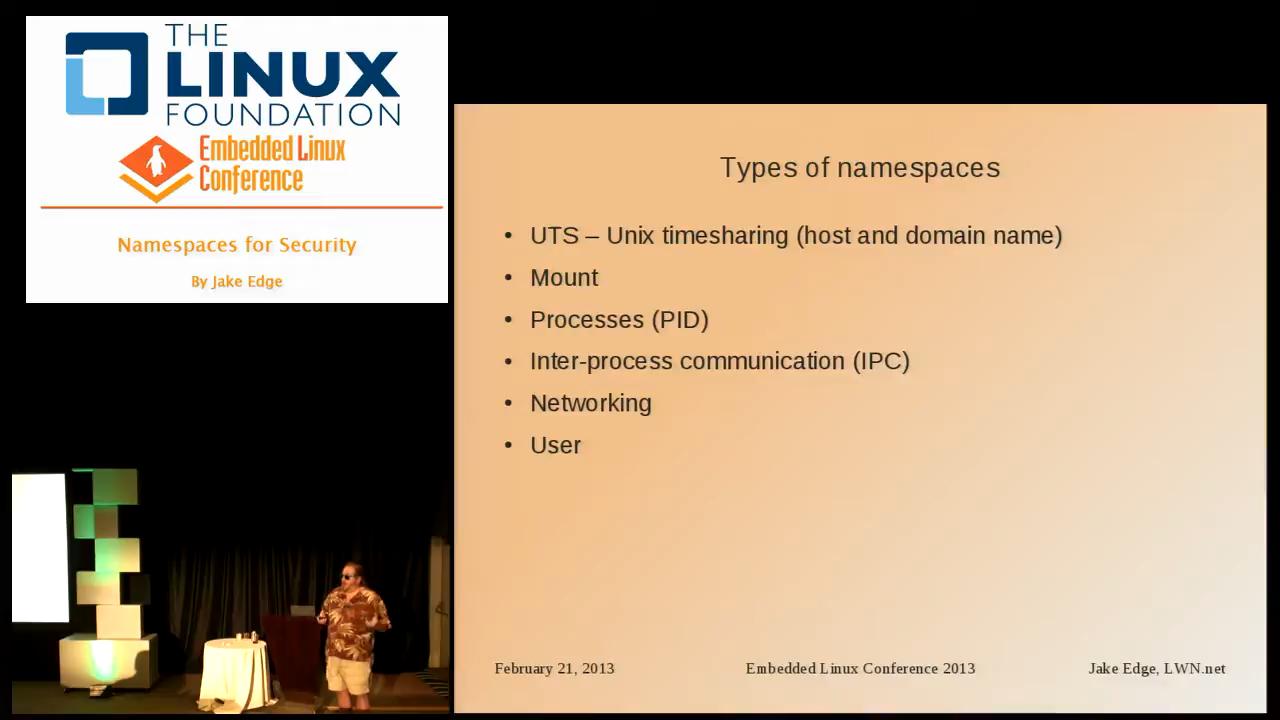 THE
LINUX
FOUNDATION
Embedded Linux
Conference
Namespaces for Security
By Jake Edge
Types of namespaces
• UTS – Unix timesharing (host and domain name)
• Mount
• Processes (PID)
• Inter-process communication (IPC)
• Networking
• User
February 21, 2013
Embedded Linux Conference 2013
Jake Edge, LWN.net